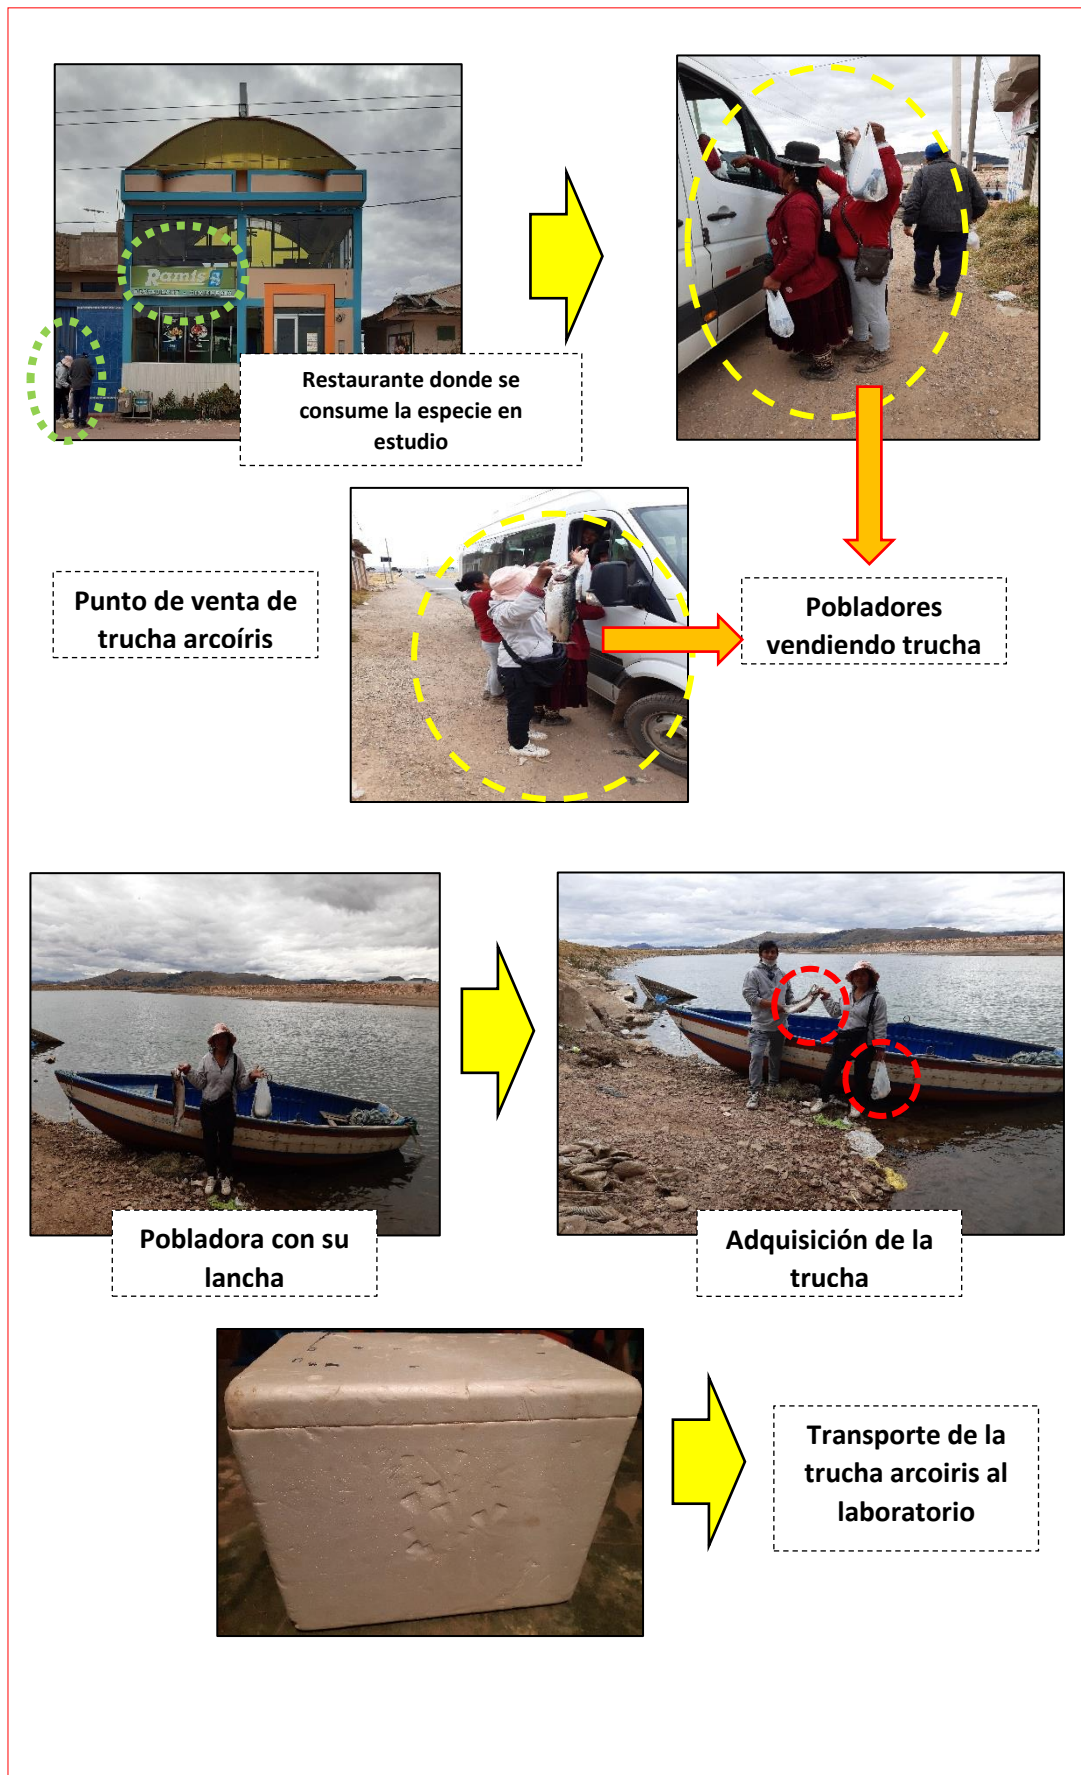 Ramis
Restaurante donde se
consume la especie en
estudio
Punto de venta de
trucha arcoíris
Pobladores
vendiendo trucha
Pobladora con su
lancha
Adquisición de la
trucha
Transporte de la
trucha arcoiris al
laboratorio